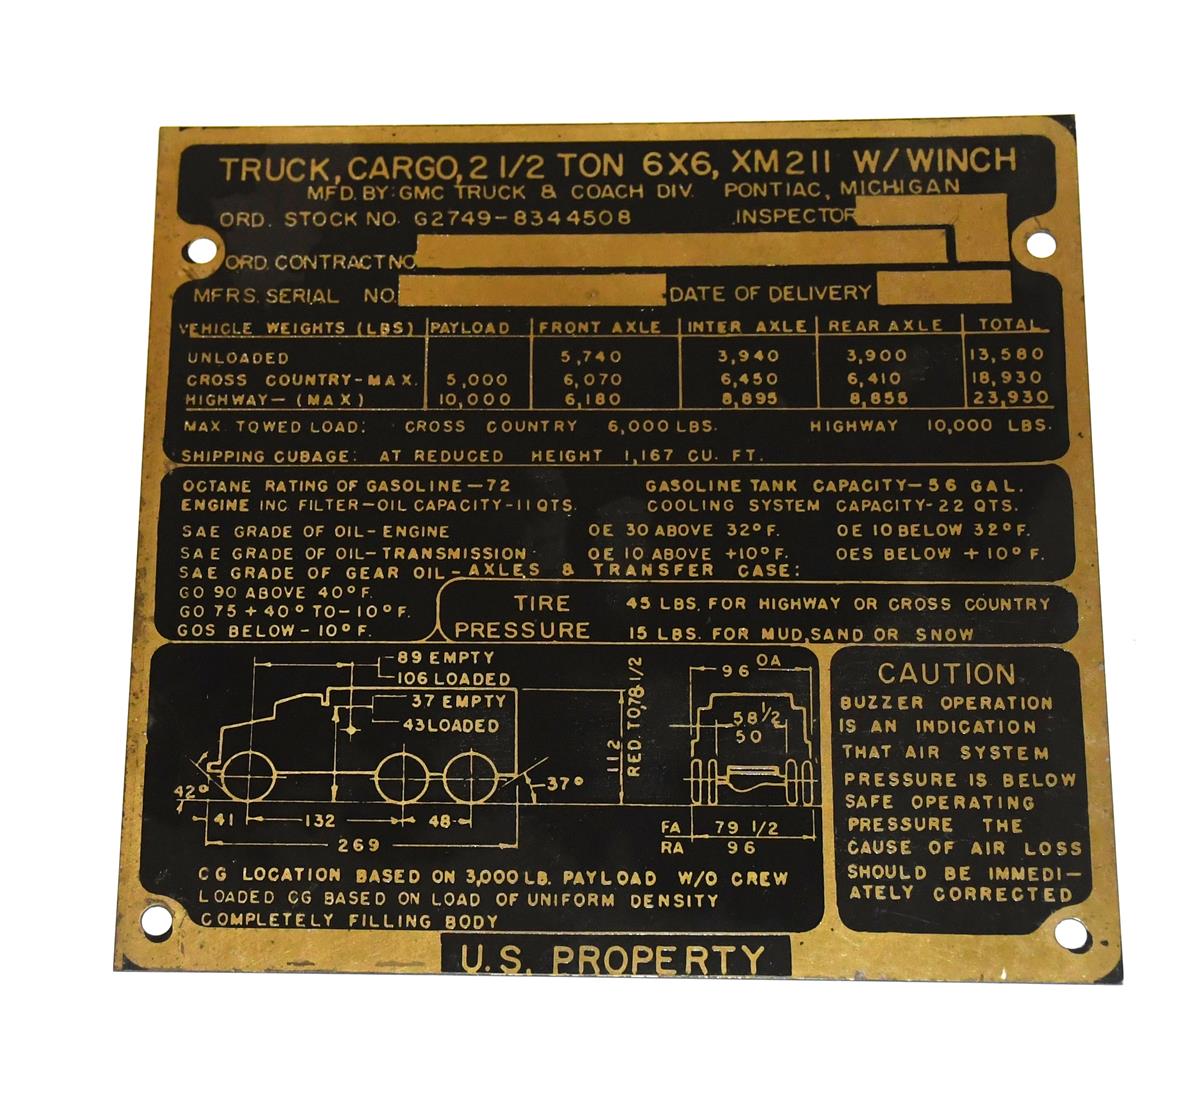 TRUCK, CARGO, 2 1/2 TON 6X6, XM211 W/WINCH
MFD. BY: GMC TRUCK & COACH DIV. PONTIAC, MICHIGAN
ORD. STOCK NO. G2749-8344508 INSPECTOR
ORD. CONTRACT NO.
MFRS. SERIAL NO. DATE OF DELIVERY
VEHICLE WEIGHTS (LBS) PAYLOAD FRONT AXLE INTER AXLE REAR AXLE TOTAL
UNLOADED 5,740 3,940 3,900 13,580
CROSS COUNTRY-MAX. 5,000 6,070 6,450 6,410 18,930
HIGHWAY-(MAX) 10,000 6,180 8,895 8,855 23,930
MAX. TOWED LOAD: CROSS COUNTRY 6,000 LBS. HIGHWAY 10,000 LBS.
SHIPPING CUBAGE: AT REDUCED HEIGHT 1,167 CU. FT.
OCTANE RATING OF GASOLINE-72 GASOLINE TANK CAPACITY-56 GAL.
ENGINE INC FILTER-OIL CAPACITY-11 QTS. COOLING SYSTEM CAPACITY-22 QTS.
SAE GRADE OF OIL-ENGINE OE 30 ABOVE 32°F. OE 10 BELOW 32°F.
SAE GRADE OF OIL-TRANSMISSION OE 10 ABOVE +10°F. OES BELOW +10°F.
SAE GRADE OF GEAR OIL-AXLES & TRANSFER CASE:
GO 90 ABOVE 40°F.
GO 75 +40° TO-10°F.
GOS BELOW-10°F.
TIRE PRESSURE
45 LBS. FOR HIGHWAY OR CROSS COUNTRY
15 LBS. FOR MUD, SAND OR SNOW
89 EMPTY
106 LOADED
37 EMPTY
43 LOADED
112
RED. TO, 78 1/2
42°
37°
41 132 48
269
OA
96
58 1/2
50
FA 79 1/2
RA 96
CG LOCATION BASED ON 3,000 LB. PAYLOAD W/O CREW
LOADED CG BASED ON LOAD OF UNIFORM DENSITY
COMPLETELY FILLING BODY
CAUTION
BUZZER OPERATION
IS AN INDICATION
THAT AIR SYSTEM
PRESSURE IS BELOW
SAFE OPERATING
PRESSURE THE
CAUSE OF AIR LOSS
SHOULD BE IMMEDI-
ATELY CORRECTED
U.S. PROPERTY